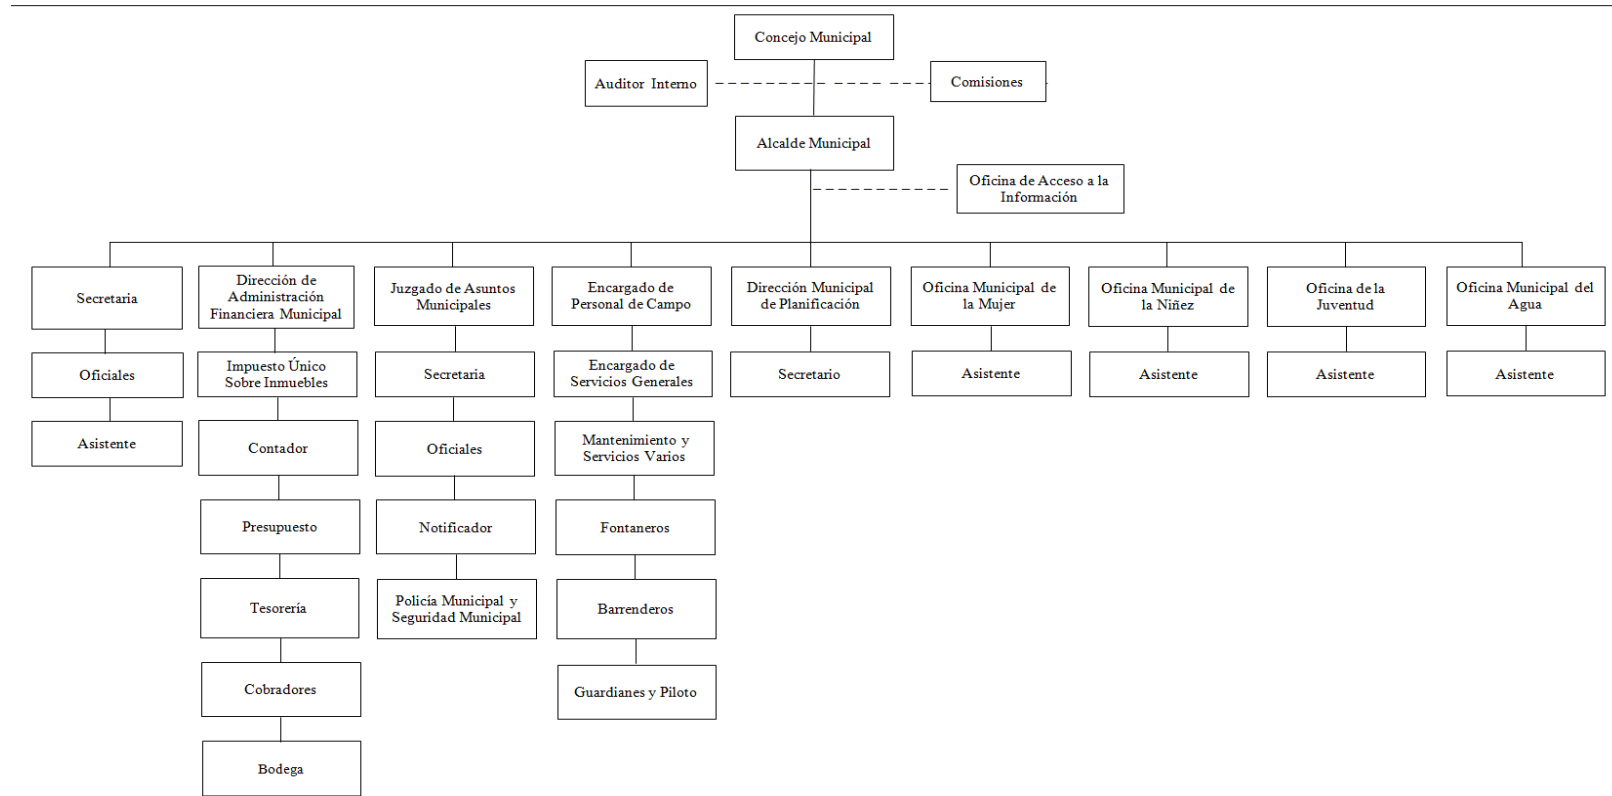 Concejo Municipal
Auditor Interno
Comisiones
Alcalde Municipal
Oficina de Acceso a la
Información
Secretaria
Dirección de
Administración
Financiera Municipal
Juzgado de Asuntos
Municipales
Encargado de
Personal de Campo
Dirección Municipal
de Planificación
Oficina Municipal de
la Mujer
Oficina Municipal de
la Niñez
Oficina de la
Juventud
Oficina Municipal del
Agua
Oficiales
Impuesto Único
Sobre Inmuebles
Secretaria
Encargado de
Servicios Generales
Secretario
Asistente
Asistente
Asistente
Asistente
Asistente
Contador
Oficiales
Mantenimiento y
Servicios Varios
Presupuesto
Notificador
Fontaneros
Tesorería
Policía Municipal y
Seguridad Municipal
Barrenderos
Cobradores
Guardianes y Piloto
Bodega